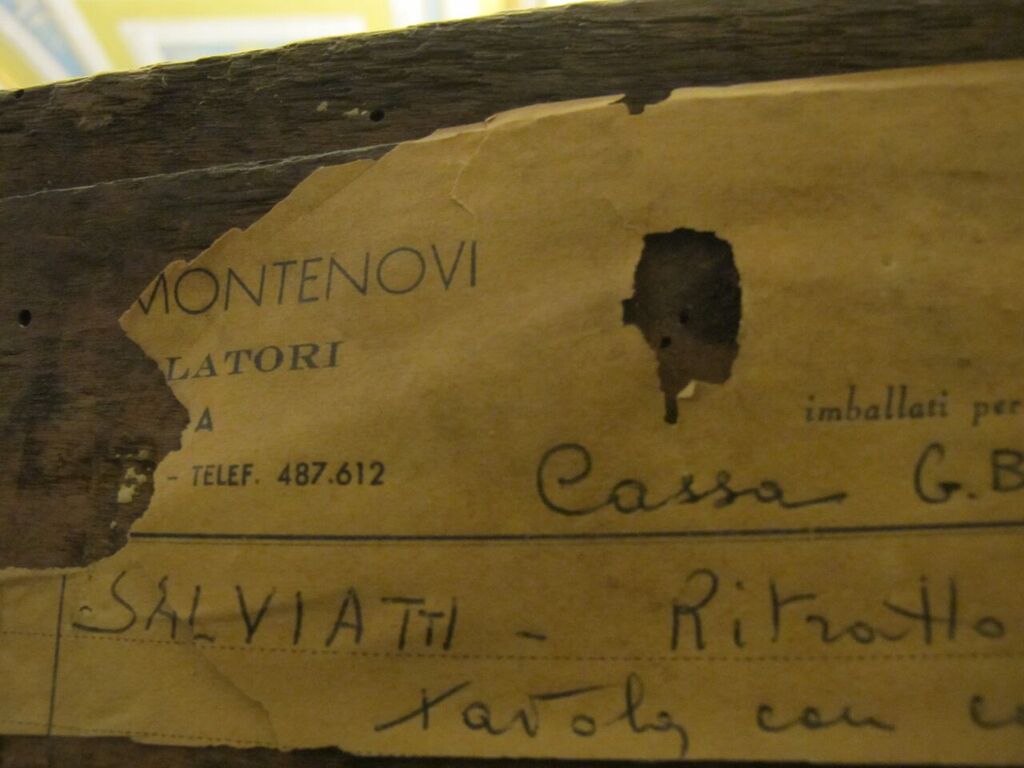 MONTENOVI
LATORI
A
- TELEF. 487.612
imballati per
Cassa G.B
SALVIATI - Ritratto
tavola con